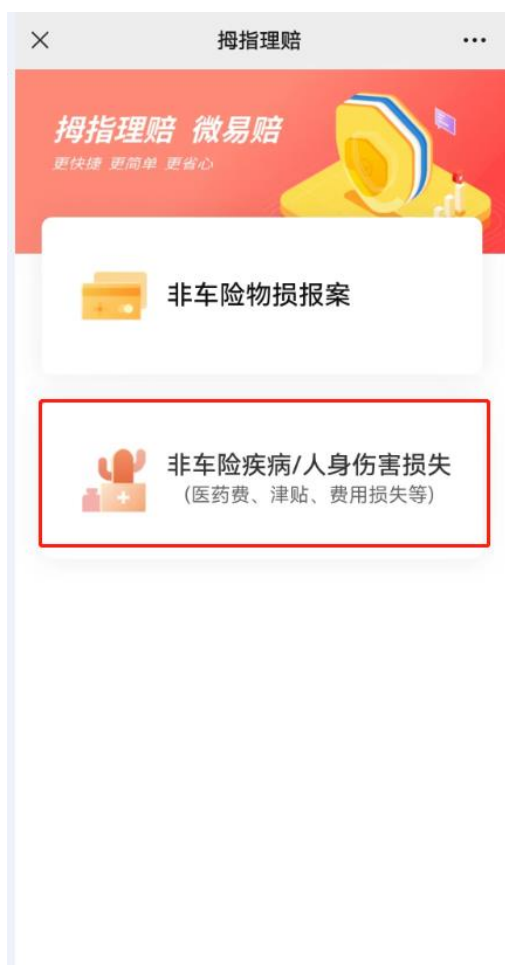 拇指理赔
拇指理赔 微易赔
更快捷 更简单 更省心
非车险物损报案
非车险疾病/人身伤害损失
(医药费、津贴、费用损失等)